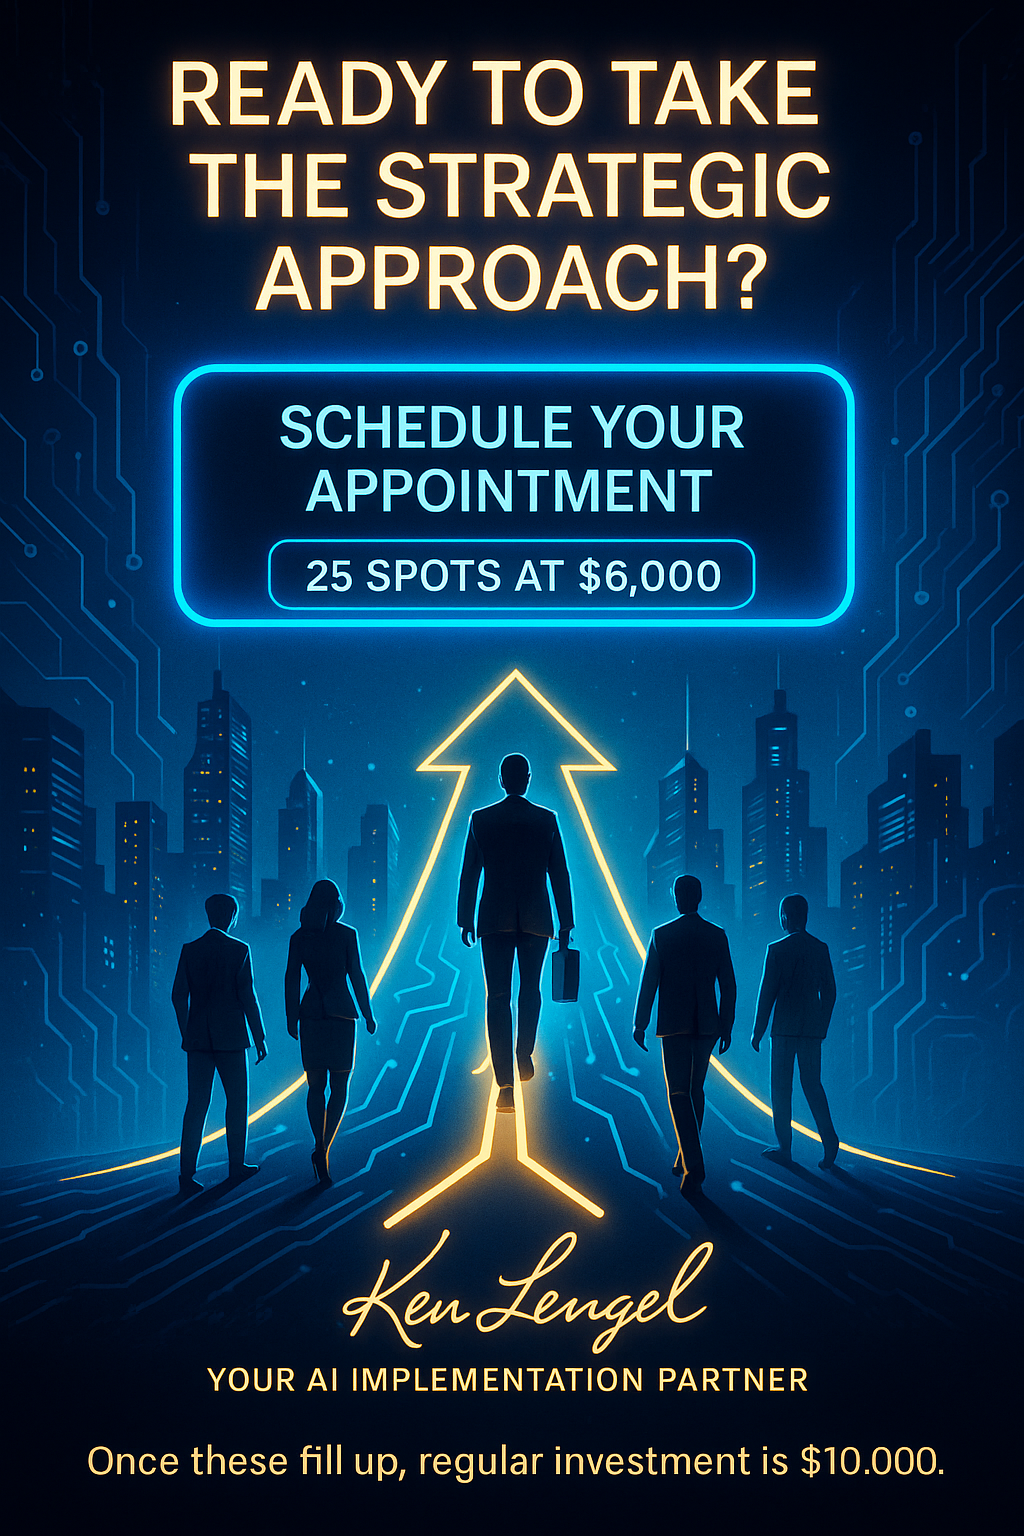 READY TO TAKE
THE STRATEGIC
APPROACH?
SCHEDULE YOUR
APPOINTMENT
25 SPOTS AT $6,000
Ken Lengel
YOUR AI IMPLEMENTATION PARTNER
Once these fill up, regular investment is $10.000.